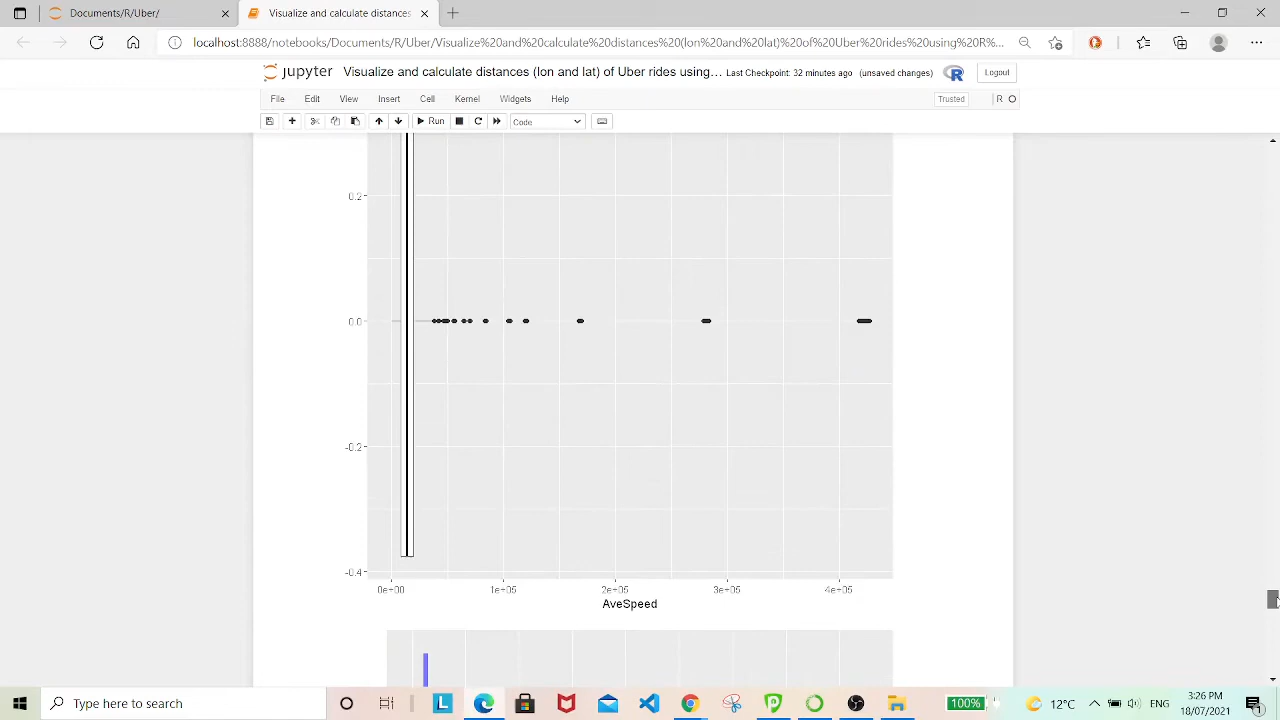 Documents/R/Uber/
Visualize and calculate distances
localhost:8888/notebooks/Documents/R/Uber/Visualize%20and%20calculate%20distances%20(lon%20and%20lat)%20of%20Uber%20rides%20using%20R%...
jupyter Visualize and calculate distances (lon and lat) of Uber rides using... Last Checkpoint: 32 minutes ago (unsaved changes) R Logout
File Edit View Insert Cell Kernel Widgets Help Trusted R
Run Code
0.2
0.0
-0.2
-0.4
0e+00 1e+05 2e+05 3e+05 4e+05
AveSpeed
Type here to search L 100% 12°C ENG 3:26 PM
18/07/2021 1